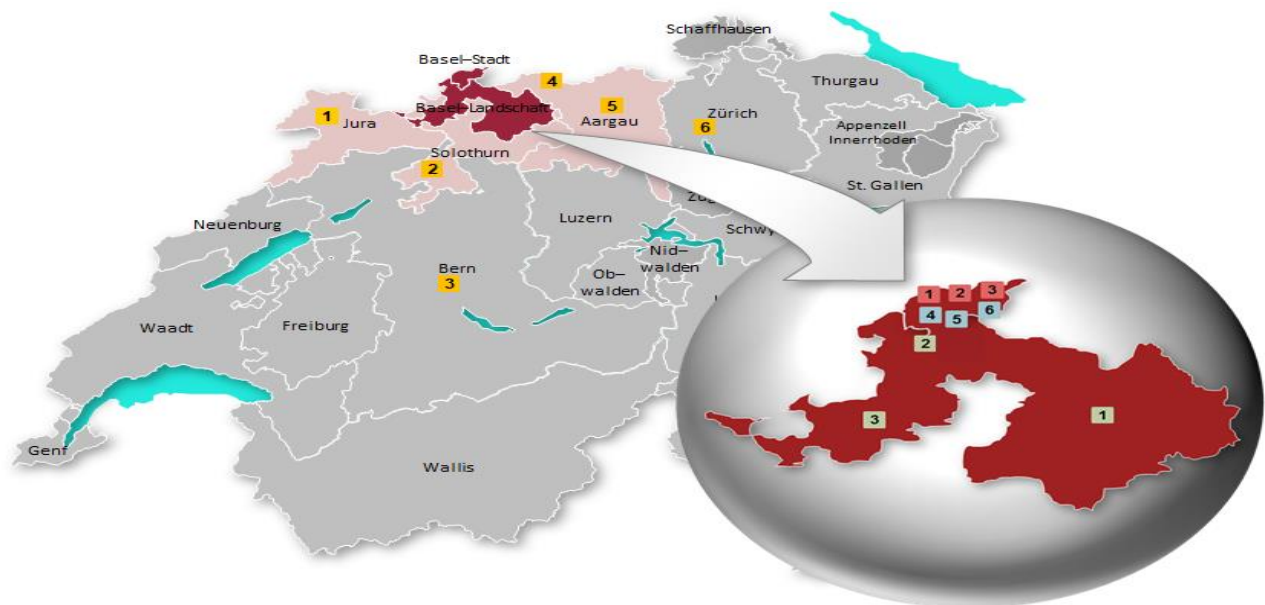 Schaffhausen
Basel–Stadt
4
Thurgau
5
Basel–Landschaft
1
Zürich
Jura
Aargau
6
Appenzell
Innerrhoden
Solothurn
2
St. Gallen
Luzern
Neuenburg
Schwy
Nid–
walden
Bern
Ob–
walden
3
Waadt
Freiburg
Genf
Wallis
1 2 3
4 5 6
2
3
1